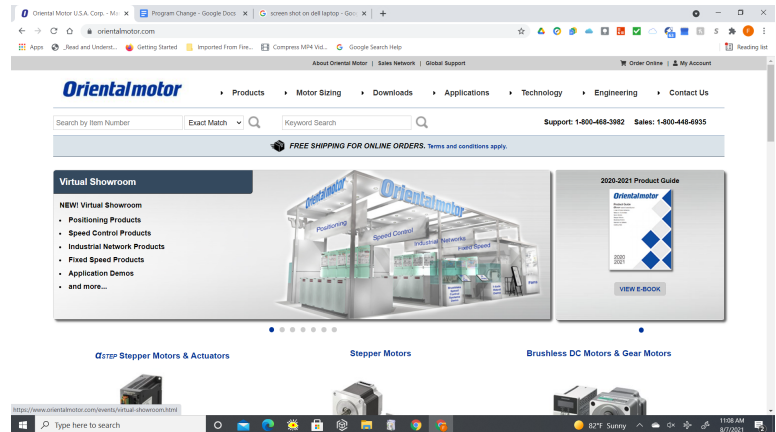 Oriental Motor U.S.A. Corp. - Mo
Program Change - Google Docs
screen shot on dell laptop - Goo
orientalmotor.com
Apps
_Read and Underst...
Getting Started
Imported From Fire...
Compress MP4 Vid...
Google Search Help
Reading list
About Oriental Motor | Sales Network | Global Support
Order Online | My Account
Orientalmotor
Products
Motor Sizing
Downloads
Applications
Technology
Engineering
Contact Us
Search by Item Number
Exact Match
Keyword Search
Support: 1-800-468-3982 Sales: 1-800-448-6935
FREE SHIPPING FOR ONLINE ORDERS. Terms and conditions apply.
Virtual Showroom
NEW! Virtual Showroom
• Positioning Products
• Speed Control Products
• Industrial Network Products
• Fixed Speed Products
• Application Demos
• and more...
Orientalmotor
Orientalmotor
Positioning
Speed Control
Industrial Networks
Fixed Speed
2020-2021 Product Guide
Orientalmotor
Product Guide
2020
2021
VIEW E-BOOK
αSTEP Stepper Motors & Actuators
Stepper Motors
Brushless DC Motors & Gear Motors
https://www.orientalmotor.com/events/virtual-showroom.html
Type here to search
82°F Sunny
11:08 AM
8/7/2021